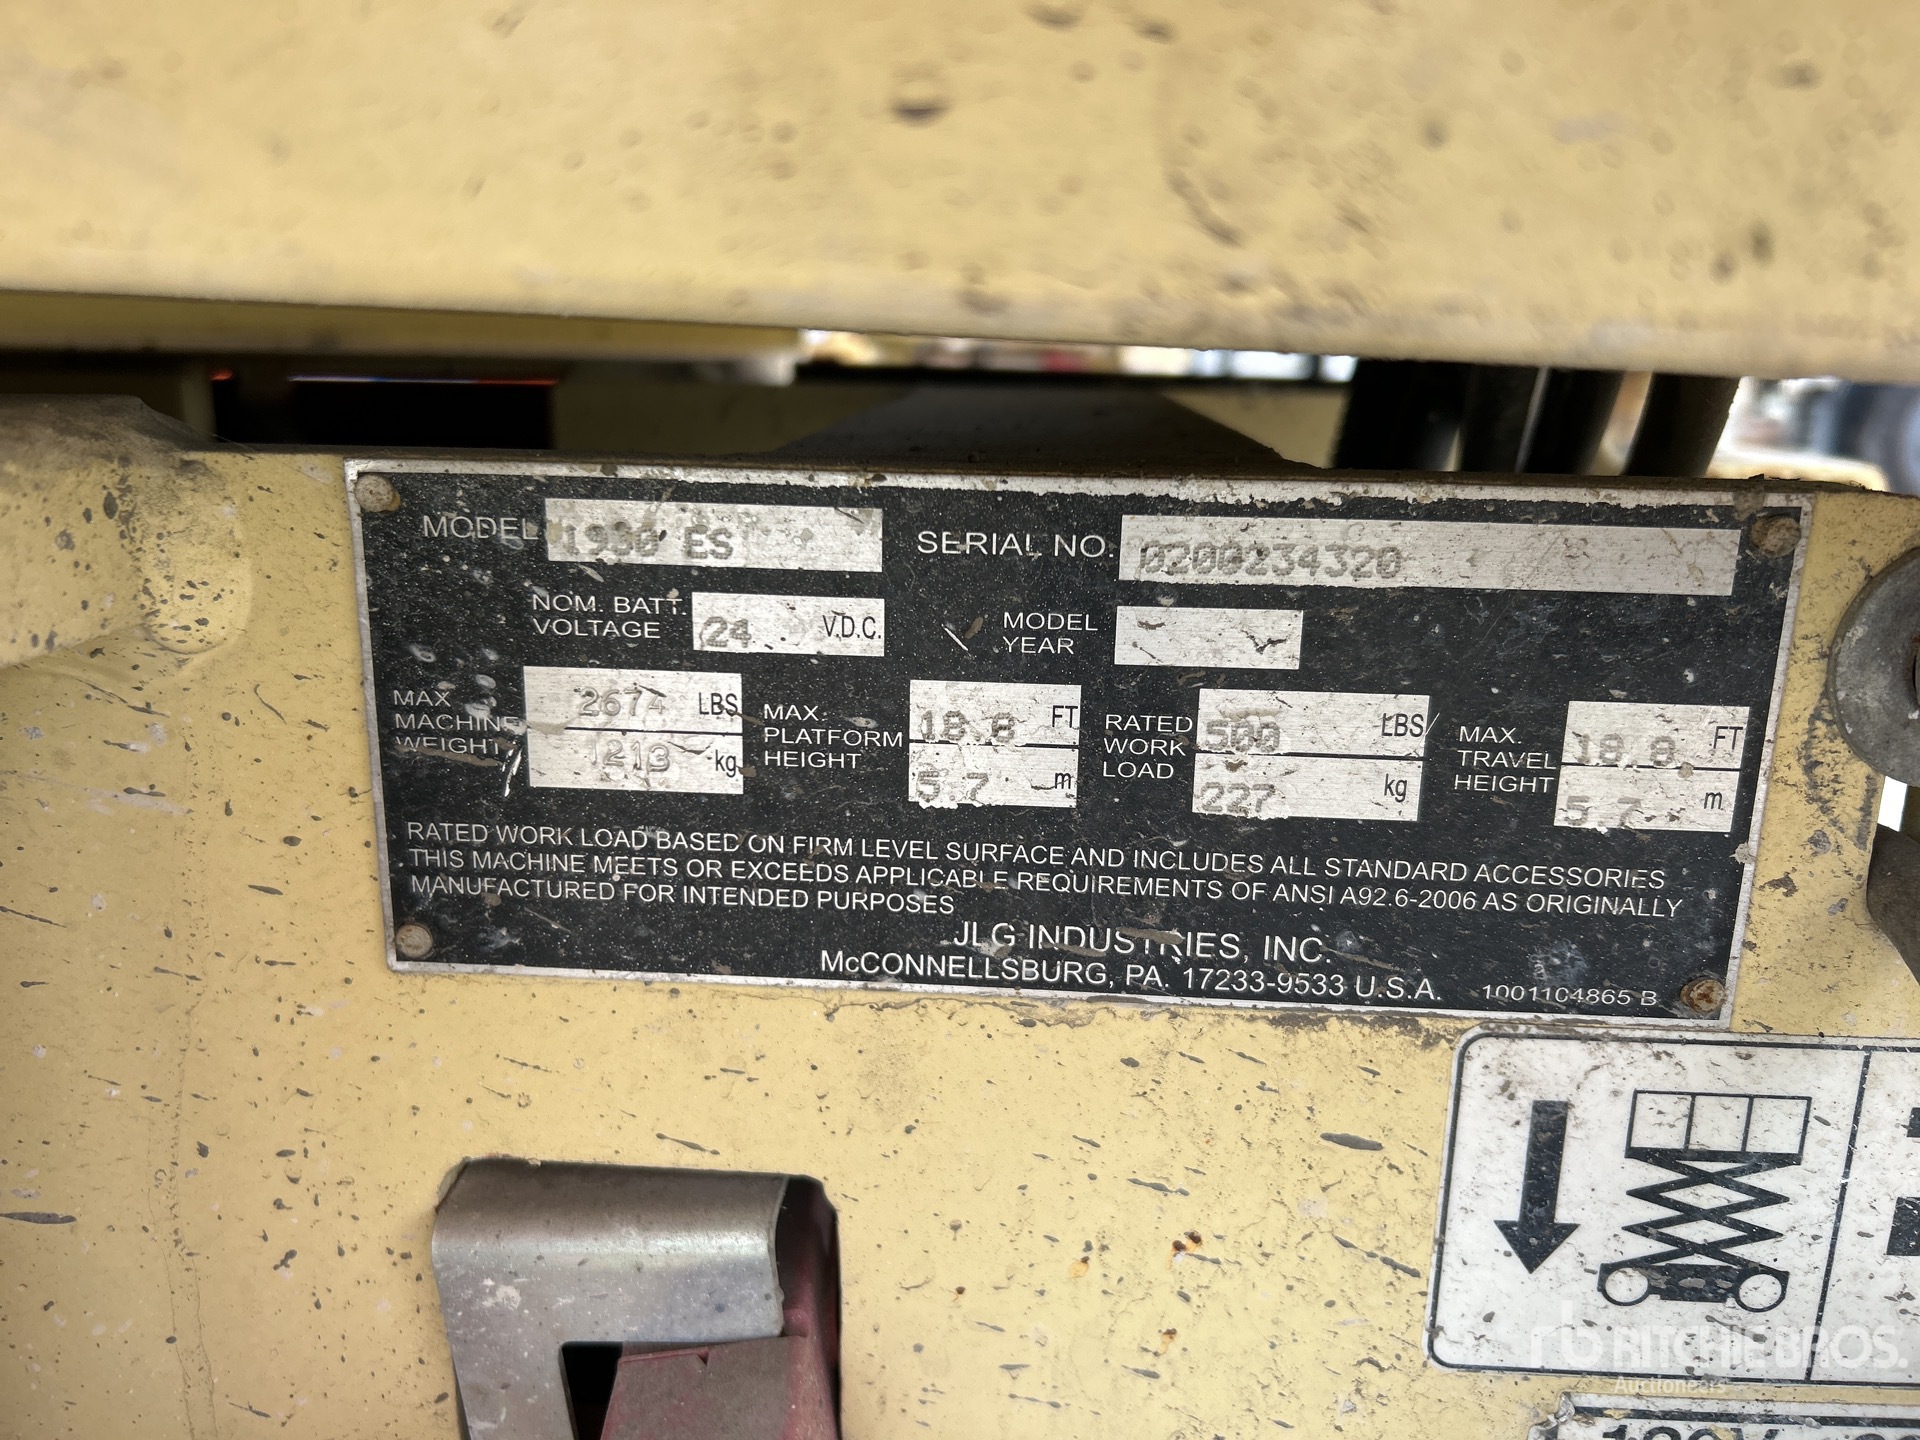 MODEL 1930 ES SERIAL NO. 0200234320
NOM. BATT. VOLTAGE 24 V.D.C. MODEL YEAR
MAX MACHINE WEIGHT 2674 LBS 1213 kg
MAX. PLATFORM HEIGHT 18.8 FT 5.7 m
RATED WORK LOAD 500 LBS 227 kg
MAX. TRAVEL HEIGHT 18.8 FT 5.7 m
RATED WORK LOAD BASED ON FIRM LEVEL SURFACE AND INCLUDES ALL STANDARD ACCESSORIES
THIS MACHINE MEETS OR EXCEEDS APPLICABLE REQUIREMENTS OF ANSI A92.6-2006 AS ORIGINALLY
MANUFACTURED FOR INTENDED PURPOSES
JLG INDUSTRIES, INC.
McCONNELLSBURG, PA. 17233-9533 U.S.A. 1001104865 B
rb RITCHIE BROS.
Auctioneers